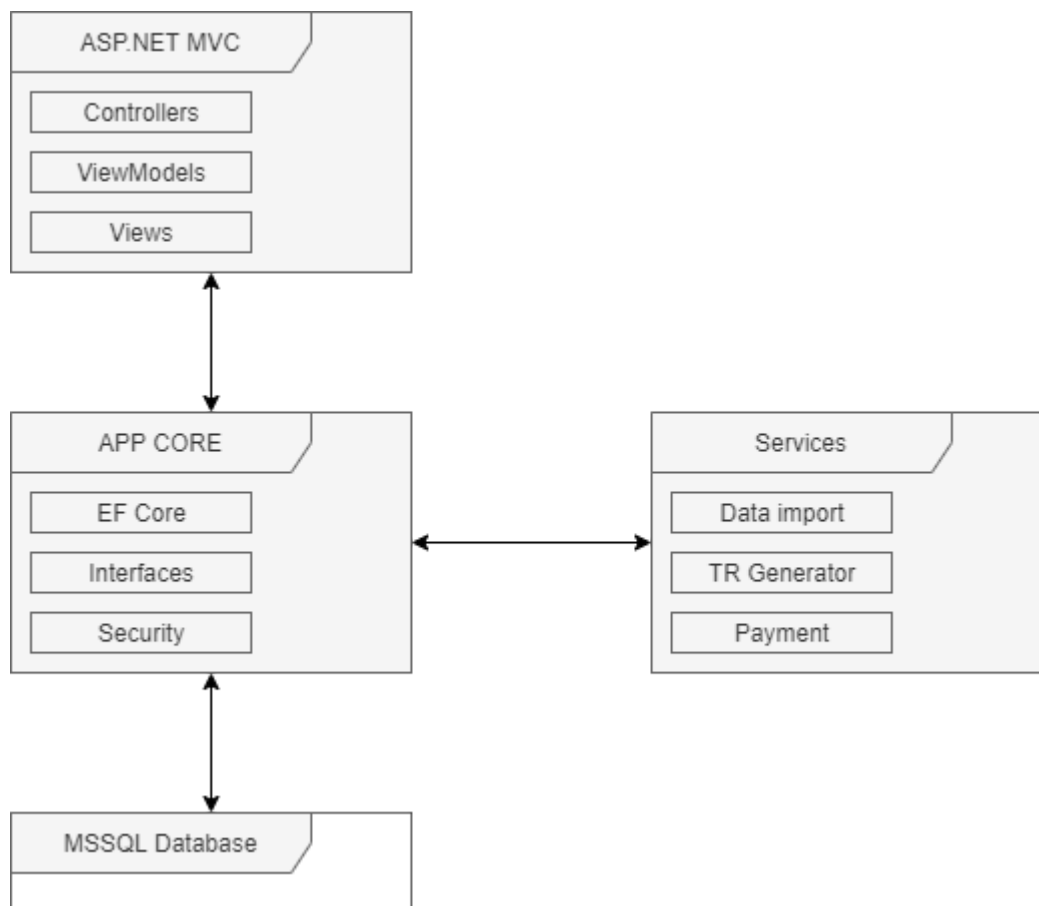 ASP.NET MVC
Controllers
ViewModels
Views
APP CORE
EF Core
Interfaces
Security
Services
Data import
TR Generator
Payment
MSSQL Database